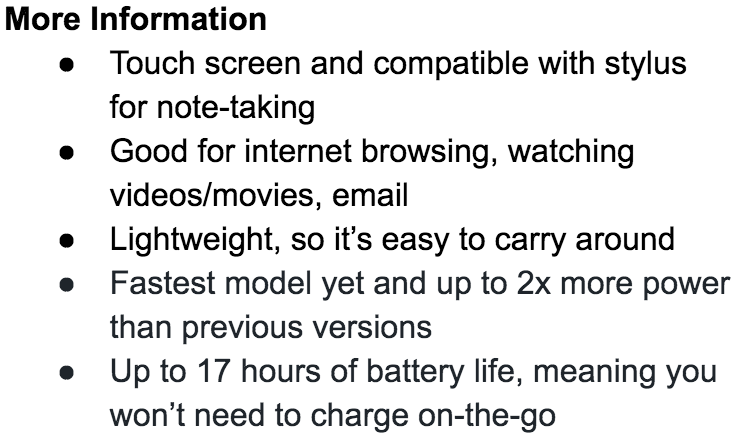 More Information
● Touch screen and compatible with stylus
for note-taking
● Good for internet browsing, watching
videos/movies, email
● Lightweight, so it’s easy to carry around
● Fastest model yet and up to 2x more power
than previous versions
● Up to 17 hours of battery life, meaning you
won’t need to charge on-the-go